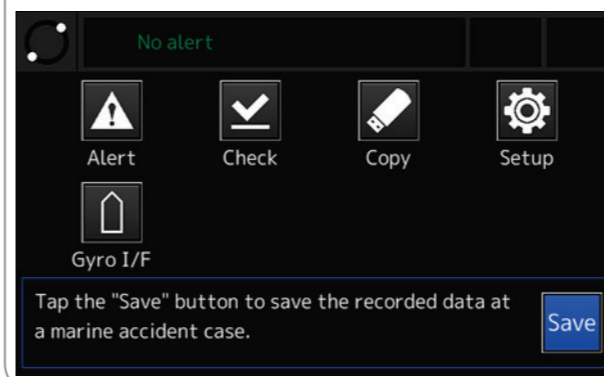 No alert
Alert Check Copy Setup
Gyro I/F
Tap the "Save" button to save the recorded data at
a marine accident case.
Save